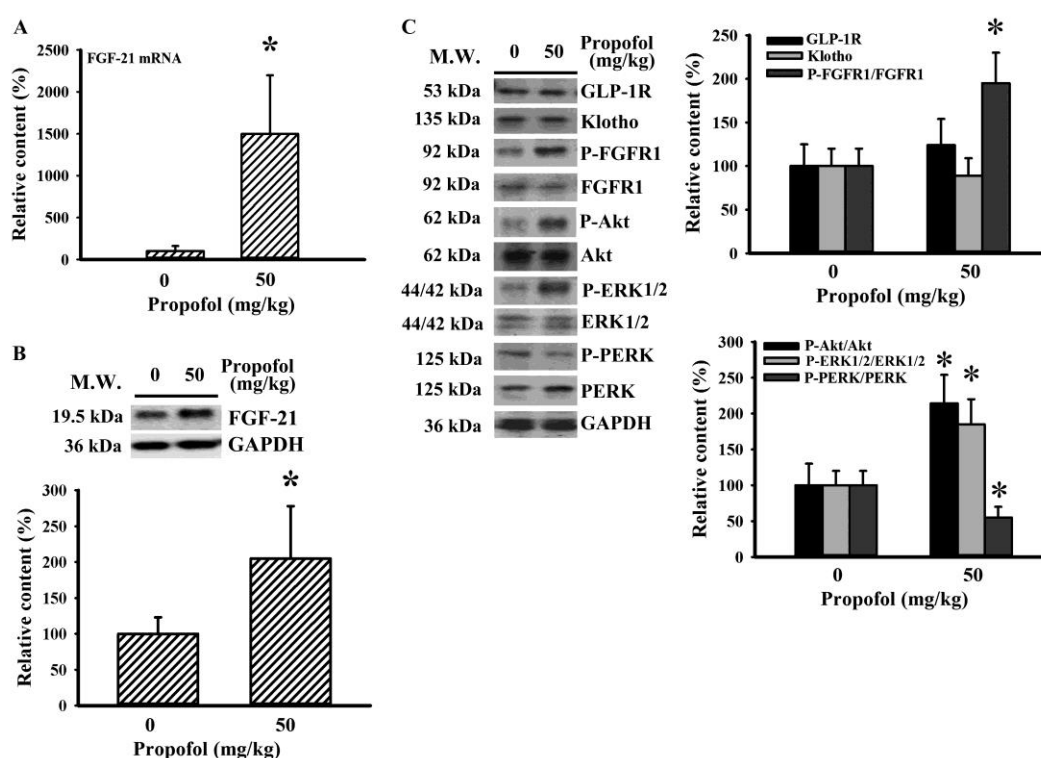 A
FGF-21 mRNA
*
2500
2000
1500
1000
500
0
Relative content (%)
0 50
Propofol (mg/kg)
B
M.W. 0 50 Propofol (mg/kg)
19.5 kDa FGF-21
36 kDa GAPDH
*
300
250
200
150
100
50
0
Relative content (%)
0 50
Propofol (mg/kg)
C
M.W. 0 50 Propofol (mg/kg)
53 kDa GLP-1R
135 kDa Klotho
92 kDa P-FGFR1
92 kDa FGFR1
62 kDa P-Akt
62 kDa Akt
44/42 kDa P-ERK1/2
44/42 kDa ERK1/2
125 kDa P-PERK
125 kDa PERK
36 kDa GAPDH
GLP-1R
Klotho
P-FGFR1/FGFR1
*
250
200
150
100
50
0
Relative content (%)
0 50
Propofol (mg/kg)
P-Akt/Akt
P-ERK1/2/ERK1/2
P-PERK/PERK
* * *
300
250
200
150
100
50
0
Relative content (%)
0 50
Propofol (mg/kg)